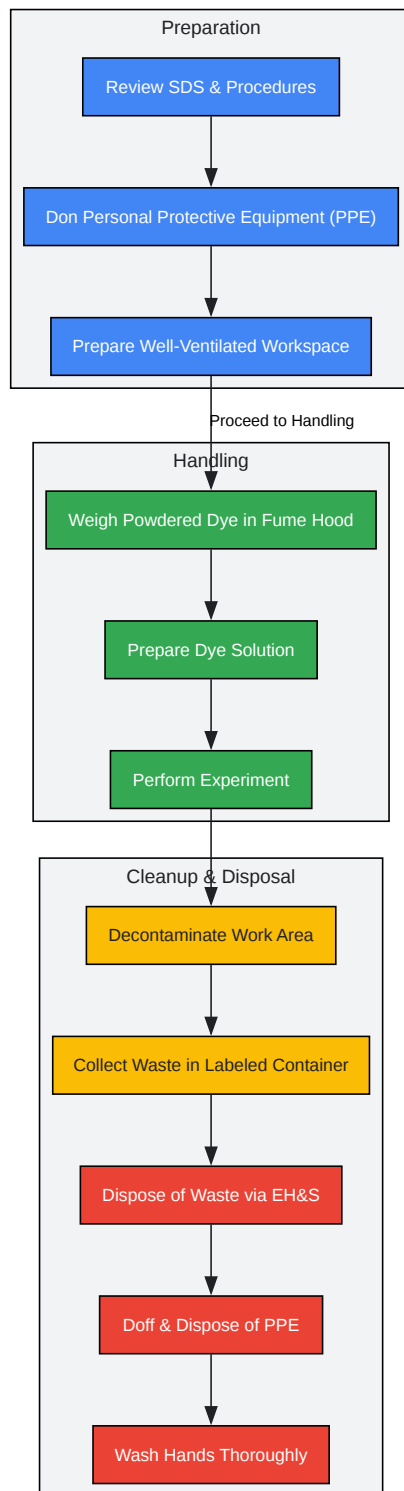 Preparation
Review SDS & Procedures
Don Personal Protective Equipment (PPE)
Prepare Well-Ventilated Workspace
Proceed to Handling
Handling
Weigh Powdered Dye in Fume Hood
Prepare Dye Solution
Perform Experiment
Cleanup & Disposal
Decontaminate Work Area
Collect Waste in Labeled Container
Dispose of Waste via EH&S
Doff & Dispose of PPE
Wash Hands Thoroughly